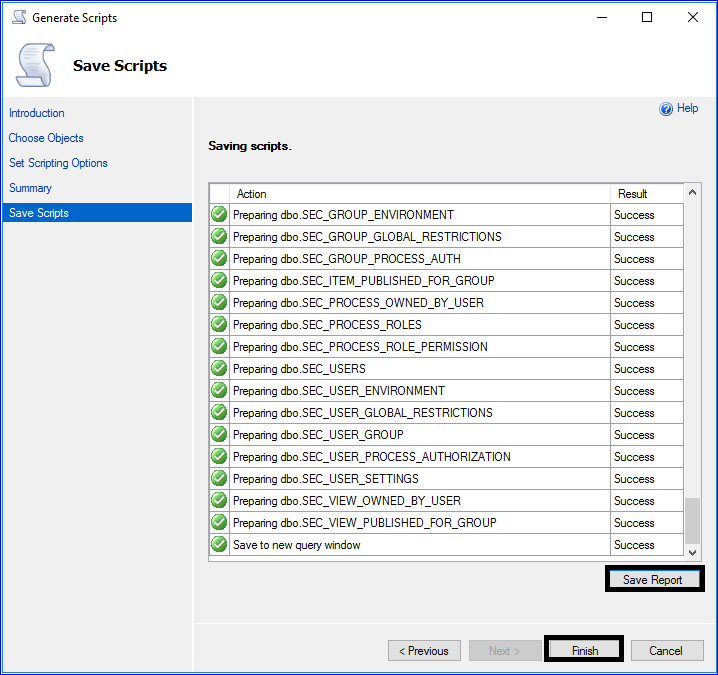 Generate Scripts
Save Scripts
Introduction
Choose Objects
Set Scripting Options
Summary
Save Scripts
Help
Saving scripts.
Action Result
Preparing dbo.SEC_GROUP_ENVIRONMENT Success
Preparing dbo.SEC_GROUP_GLOBAL_RESTRICTIONS Success
Preparing dbo.SEC_GROUP_PROCESS_AUTH Success
Preparing dbo.SEC_ITEM_PUBLISHED_FOR_GROUP Success
Preparing dbo.SEC_PROCESS_OWNED_BY_USER Success
Preparing dbo.SEC_PROCESS_ROLES Success
Preparing dbo.SEC_PROCESS_ROLE_PERMISSION Success
Preparing dbo.SEC_USERS Success
Preparing dbo.SEC_USER_ENVIRONMENT Success
Preparing dbo.SEC_USER_GLOBAL_RESTRICTIONS Success
Preparing dbo.SEC_USER_GROUP Success
Preparing dbo.SEC_USER_PROCESS_AUTHORIZATION Success
Preparing dbo.SEC_USER_SETTINGS Success
Preparing dbo.SEC_VIEW_OWNED_BY_USER Success
Preparing dbo.SEC_VIEW_PUBLISHED_FOR_GROUP Success
Save to new query window Success
Save Report
< Previous Next > Finish Cancel